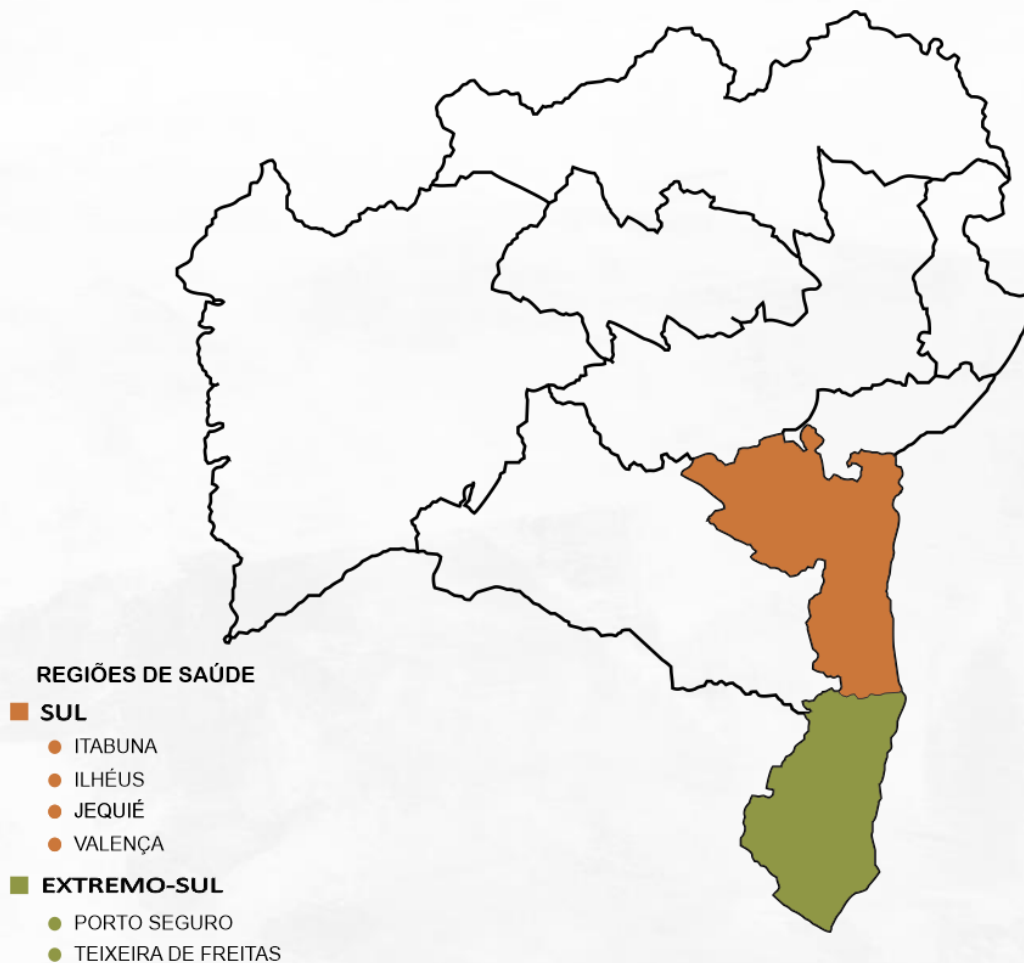 REGIÕES DE SAÚDE
SUL
ITABUNA
ILHÉUS
JEQUIÉ
VALENÇA
EXTREMO-SUL
PORTO SEGURO
TEIXEIRA DE FREITAS